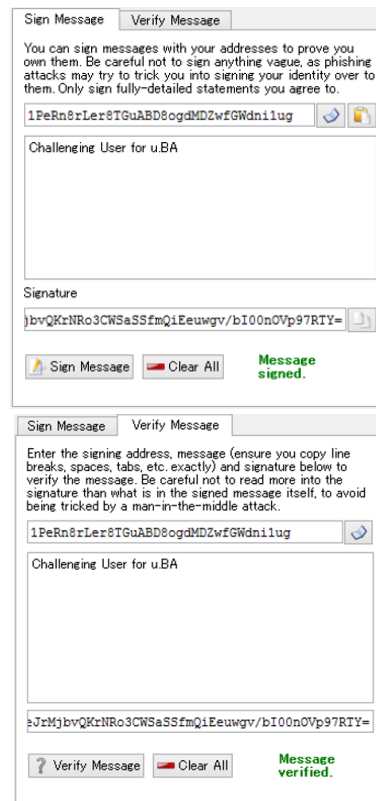 Sign Message Verify Message
You can sign messages with your addresses to prove you
own them. Be careful not to sign anything vague, as phishing
attacks may try to trick you into signing your identity over to
them. Only sign fully-detailed statements you agree to.
1PeRn8rLer8TGuABD8ogdMDZwfGWdni1ug
Challenging User for u.BA
Signature
jbvQKrNRo3CWSaSSfmQiEeuwgv/bI00nOVp97RTY=
Sign Message Clear All Message
signed.
Sign Message Verify Message
Enter the signing address, message (ensure you copy line
breaks, spaces, tabs, etc. exactly) and signature below to
verify the message. Be careful not to read more into the
signature than what is in the signed message itself, to avoid
being tricked by a man-in-the-middle attack.
1PeRn8rLer8TGuABD8ogdMDZwfGWdni1ug
Challenging User for u.BA
eJrMjbvQKrNRo3CWSaSSfmQiEeuwgv/bI00nOVp97RTY=
Verify Message Clear All Message
verified.